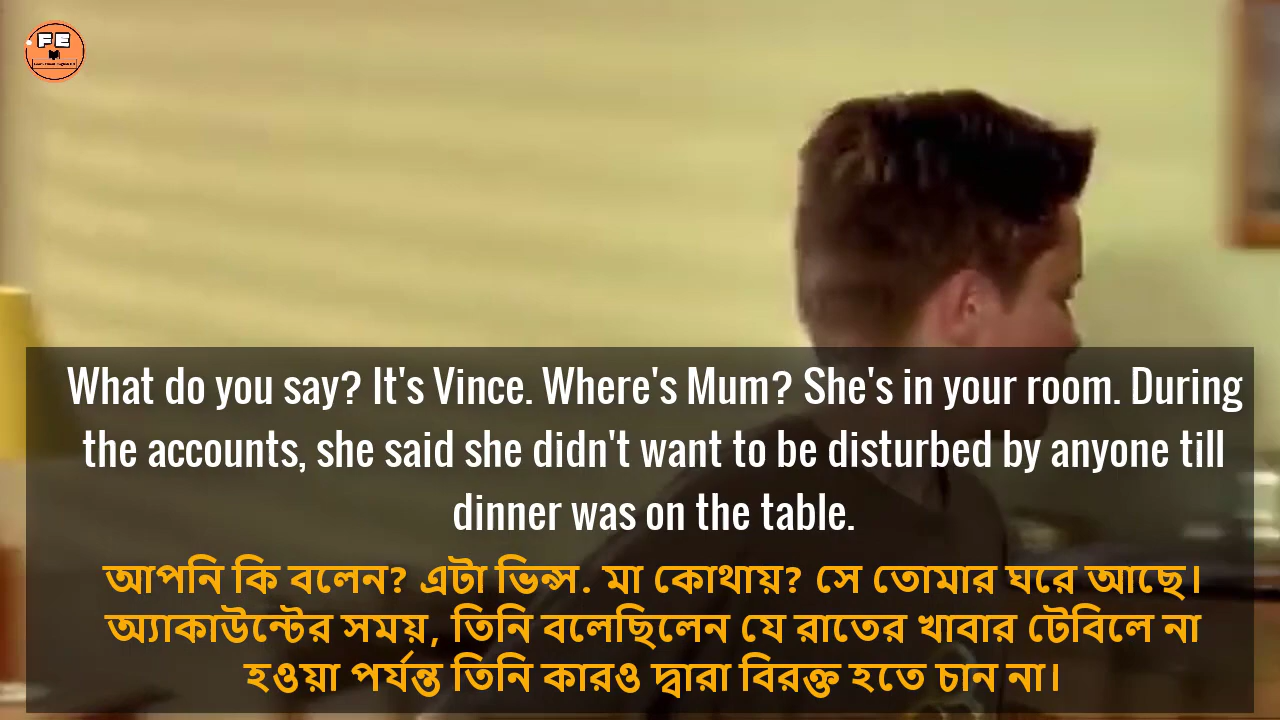 FE
What do you say? It's Vince. Where's Mum? She's in your room. During
the accounts, she said she didn't want to be disturbed by anyone till
dinner was on the table.
আপনি কি বলেন? এটা ভিন্স. মা কোথায়? সে তোমার ঘরে আছে।
অ্যাকাউন্টের সময়, তিনি বলেছিলেন যে রাতের খাবার টেবিলে না
হওয়া পর্যন্ত তিনি কারও দ্বারা বিরক্ত হতে চান না।